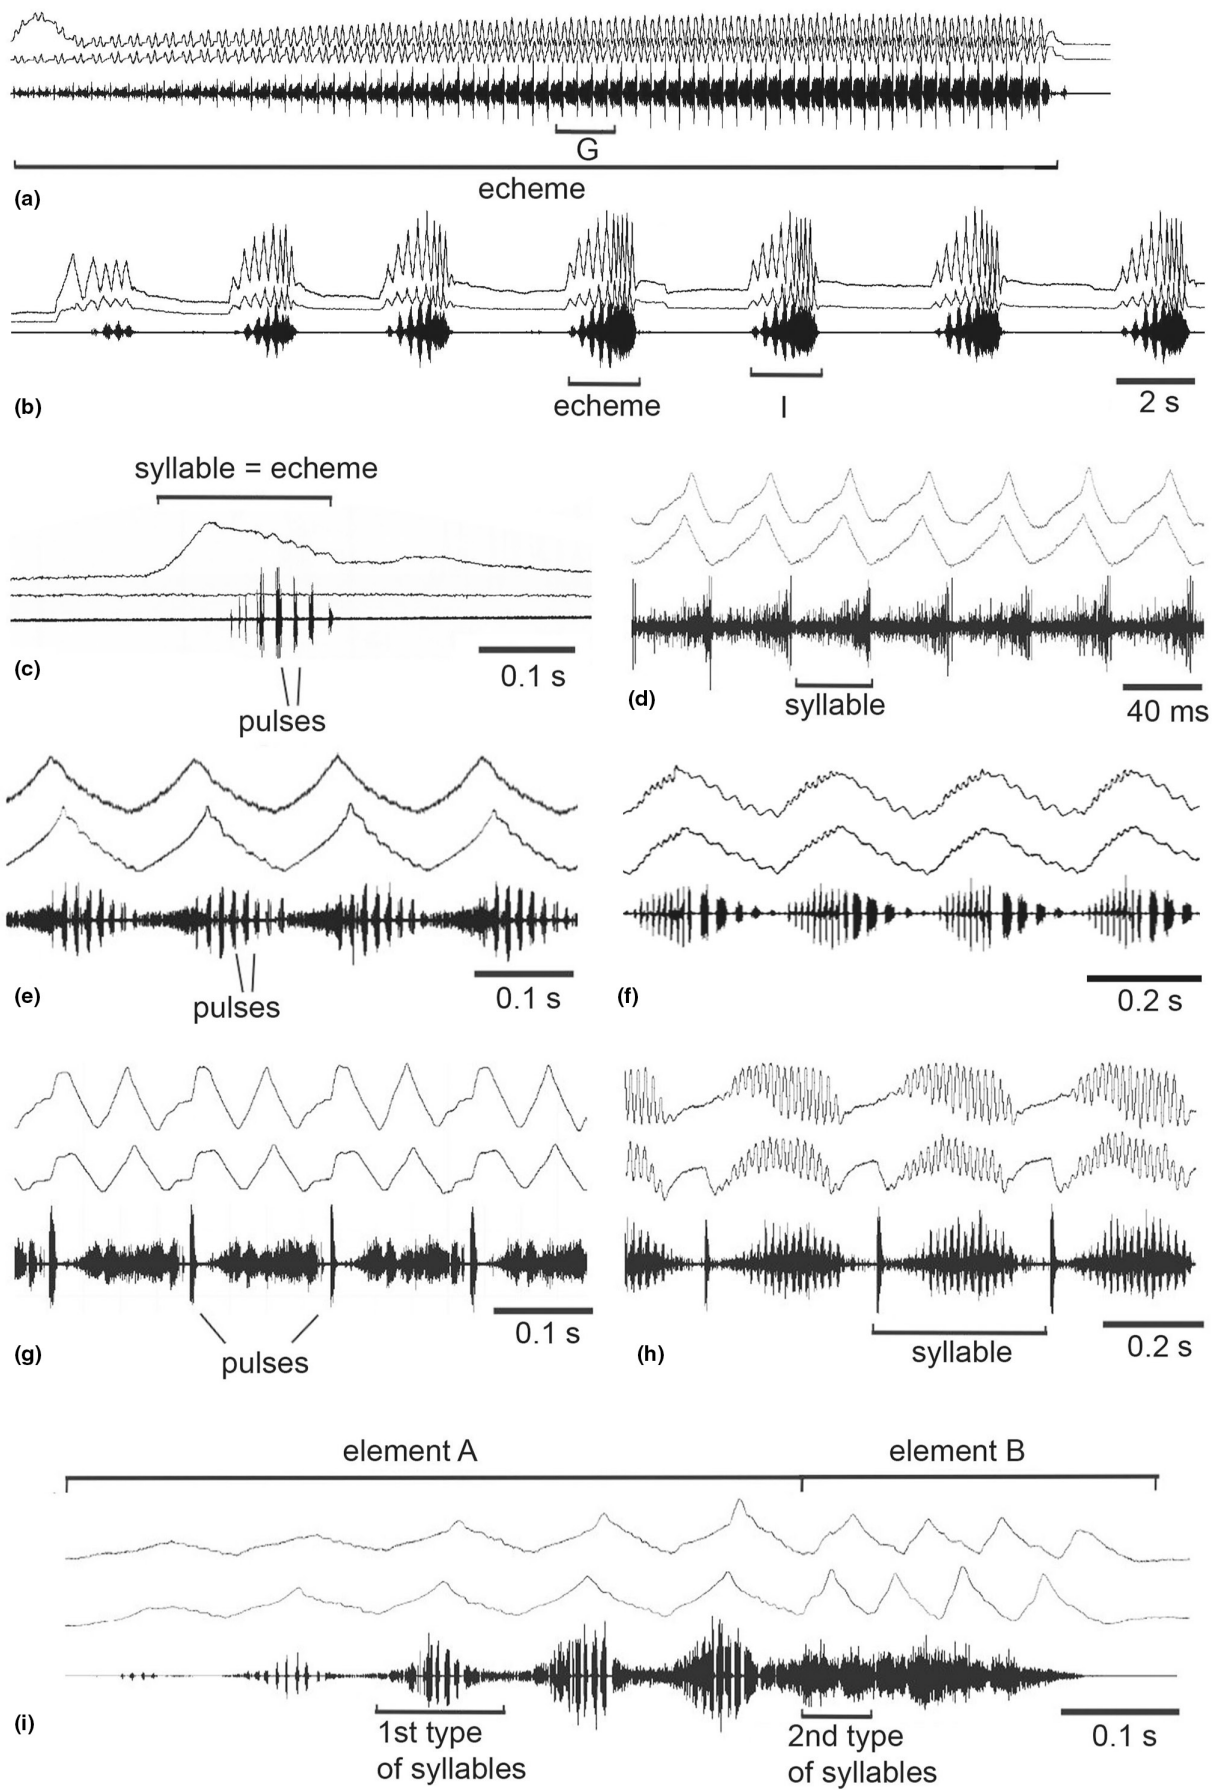 G
echeme
(a)
echeme
I
2 s
(b)
syllable = echeme
0.1 s
(c)
pulses
syllable
40 ms
(d)
pulses
0.1 s
(e)
0.2 s
(f)
pulses
0.1 s
(g)
syllable
0.2 s
(h)
element A
element B
1st type
of syllables
2nd type
of syllables
0.1 s
(i)